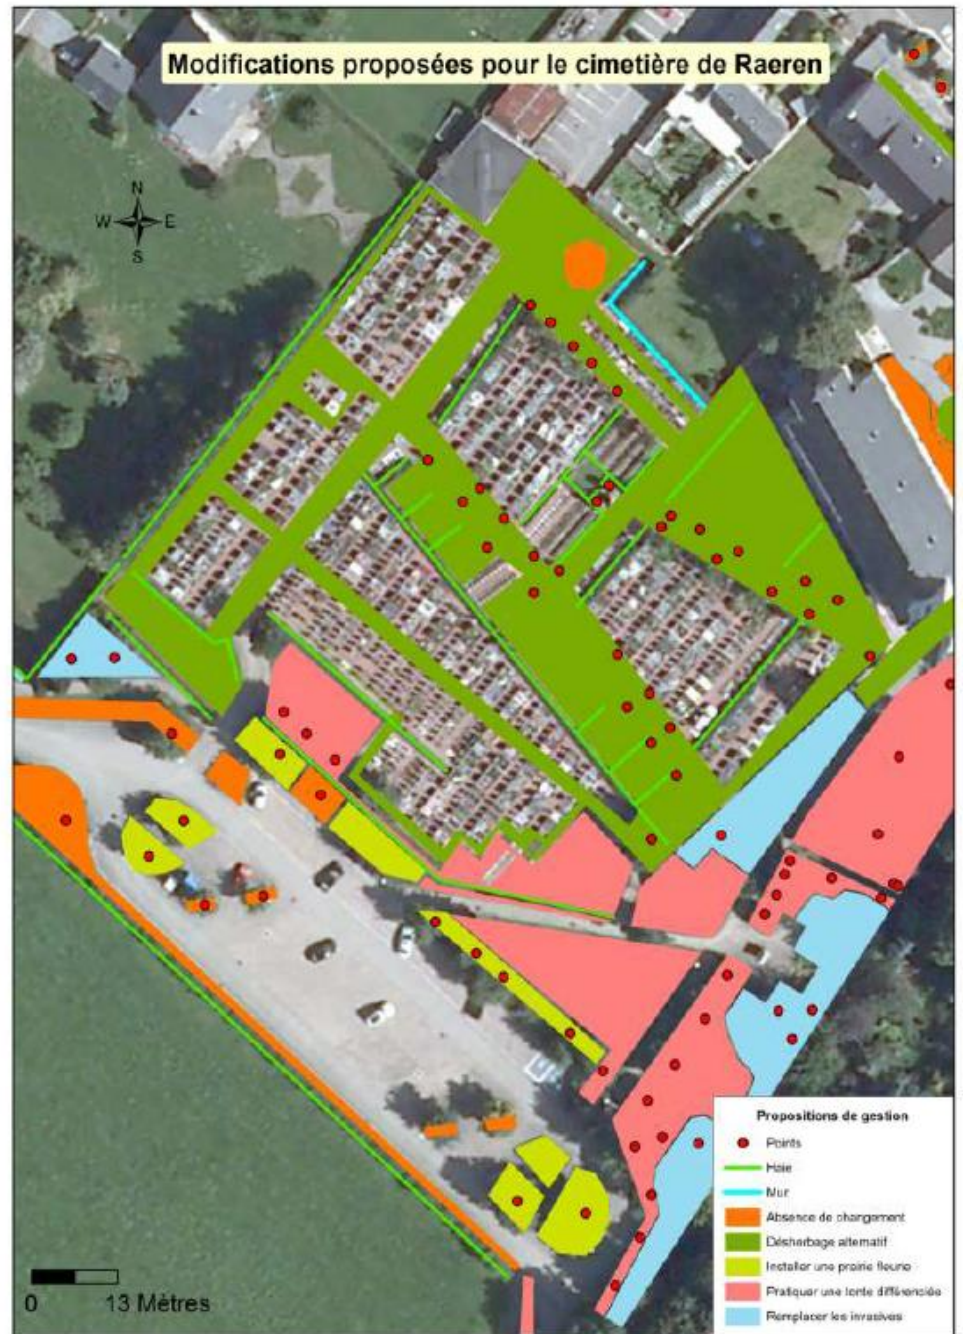 Modifications proposées pour le cimetière de Raeren
N
W E
S
Propositions de gestion
Points
Haie
Mur
Absence de changement
Désherbage alternatif
Installer une prairie fleurie
Pratiquer une tonte différenciée
Remplacer les invasives
0 13 Mètres